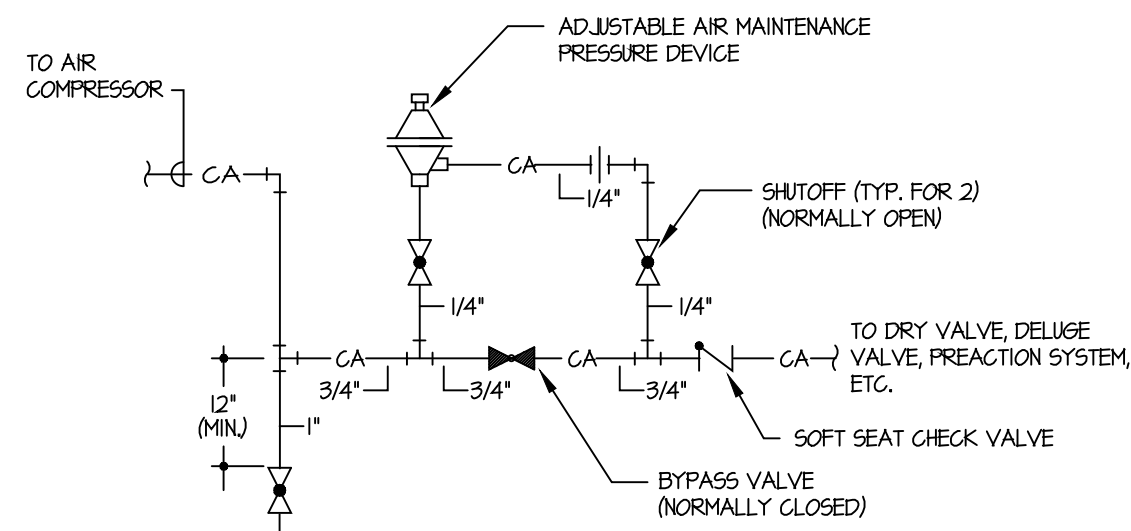 ADJUSTABLE AIR MAINTENANCE
PRESSURE DEVICE
TO AIR
COMPRESSOR
CA
CA
1/4"
SHUTOFF (TYP. FOR 2)
(NORMALLY OPEN)
1/4"
1/4"
TO DRY VALVE, DELUGE
VALVE, PREACTION SYSTEM,
ETC.
CA
CA
CA
3/4"
3/4"
3/4"
12"
(MIN.)
1"
SOFT SEAT CHECK VALVE
BYPASS VALVE
(NORMALLY CLOSED)